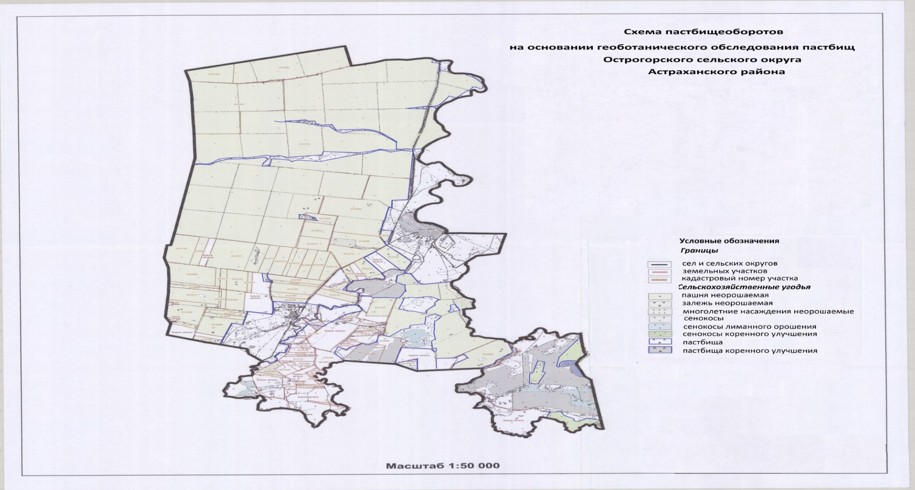 Схема пастбищеоборотов
на основании геоботанического обследования пастбищ
Острогорского сельского округа
Астраханского района
Условные обозначения
Границы
сел и сельских округов
земельных участков
кадастровый номер участка
Сельскохозяйственные угодья
пашня неорошаемая
залежь неорошаемая
многолетние насаждения неорошаемые
сенокосы
сенокосы лиманного орошения
сенокосы коренного улучшения
пастбища
пастбища коренного улучшения
Масштаб 1:50 000